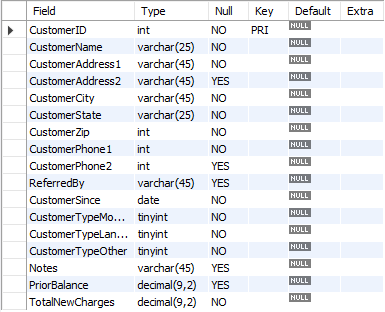 Field Type Null Key Default Extra
CustomerID int NO PRI NULL
CustomerName varchar(25) NO NULL
CustomerAddress1 varchar(45) NO NULL
CustomerAddress2 varchar(45) YES NULL
CustomerCity varchar(45) NO NULL
CustomerState varchar(25) NO NULL
CustomerZip int NO NULL
CustomerPhone1 int NO NULL
CustomerPhone2 int YES NULL
ReferredBy varchar(45) YES NULL
CustomerSince date NO NULL
CustomerTypeMo... tinyint NO NULL
CustomerTypeLan... tinyint NO NULL
CustomerTypeOther tinyint NO NULL
Notes varchar(45) YES NULL
PriorBalance decimal(9,2) YES NULL
TotalNewCharges decimal(9,2) NO NULL